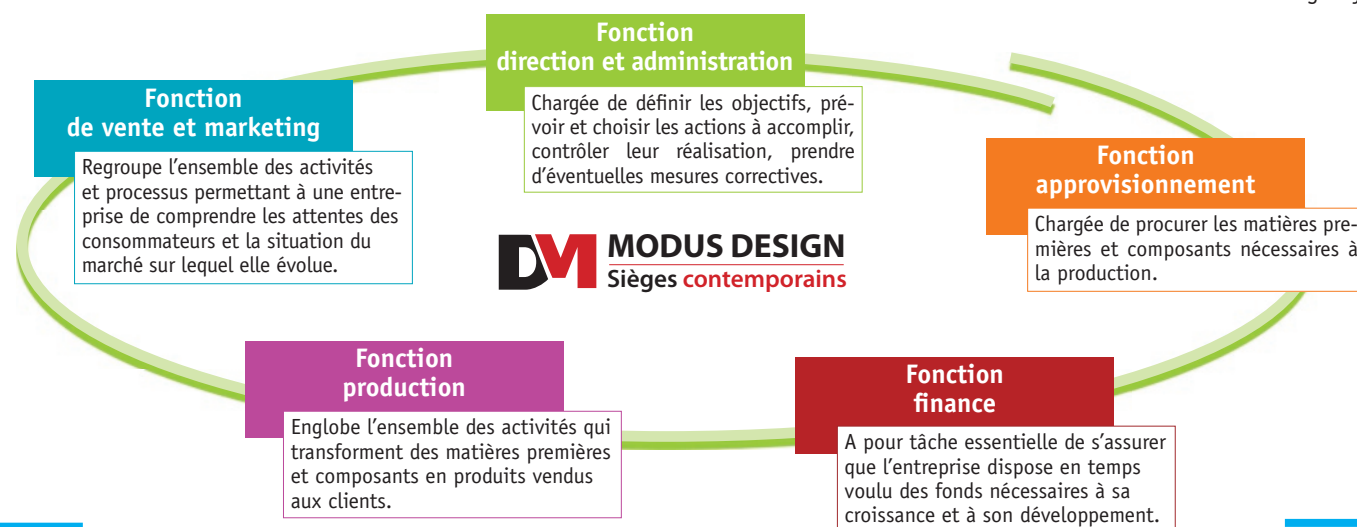 Fonction
direction et administration
Chargée de définir les objectifs, pré-
voir et choisir les actions à accomplir,
contrôler leur réalisation, prendre
d'éventuelles mesures correctives.
Fonction
de vente et marketing
Regroupe l'ensemble des activités
et processus permettant à une entre-
prise de comprendre les attentes des
consommateurs et la situation du
marché sur lequel elle évolue.
Fonction
approvisionnement
Chargée de procurer les matières pre-
mières et composants nécessaires à
la production.
DM MODUS DESIGN
Sièges contemporains
Fonction
production
Englobe l'ensemble des activités qui
transforment des matières premières
et composants en produits vendus
aux clients.
Fonction
finance
A pour tâche essentielle de s'assurer
que l'entreprise dispose en temps
voulu des fonds nécessaires à sa
croissance et à son développement.